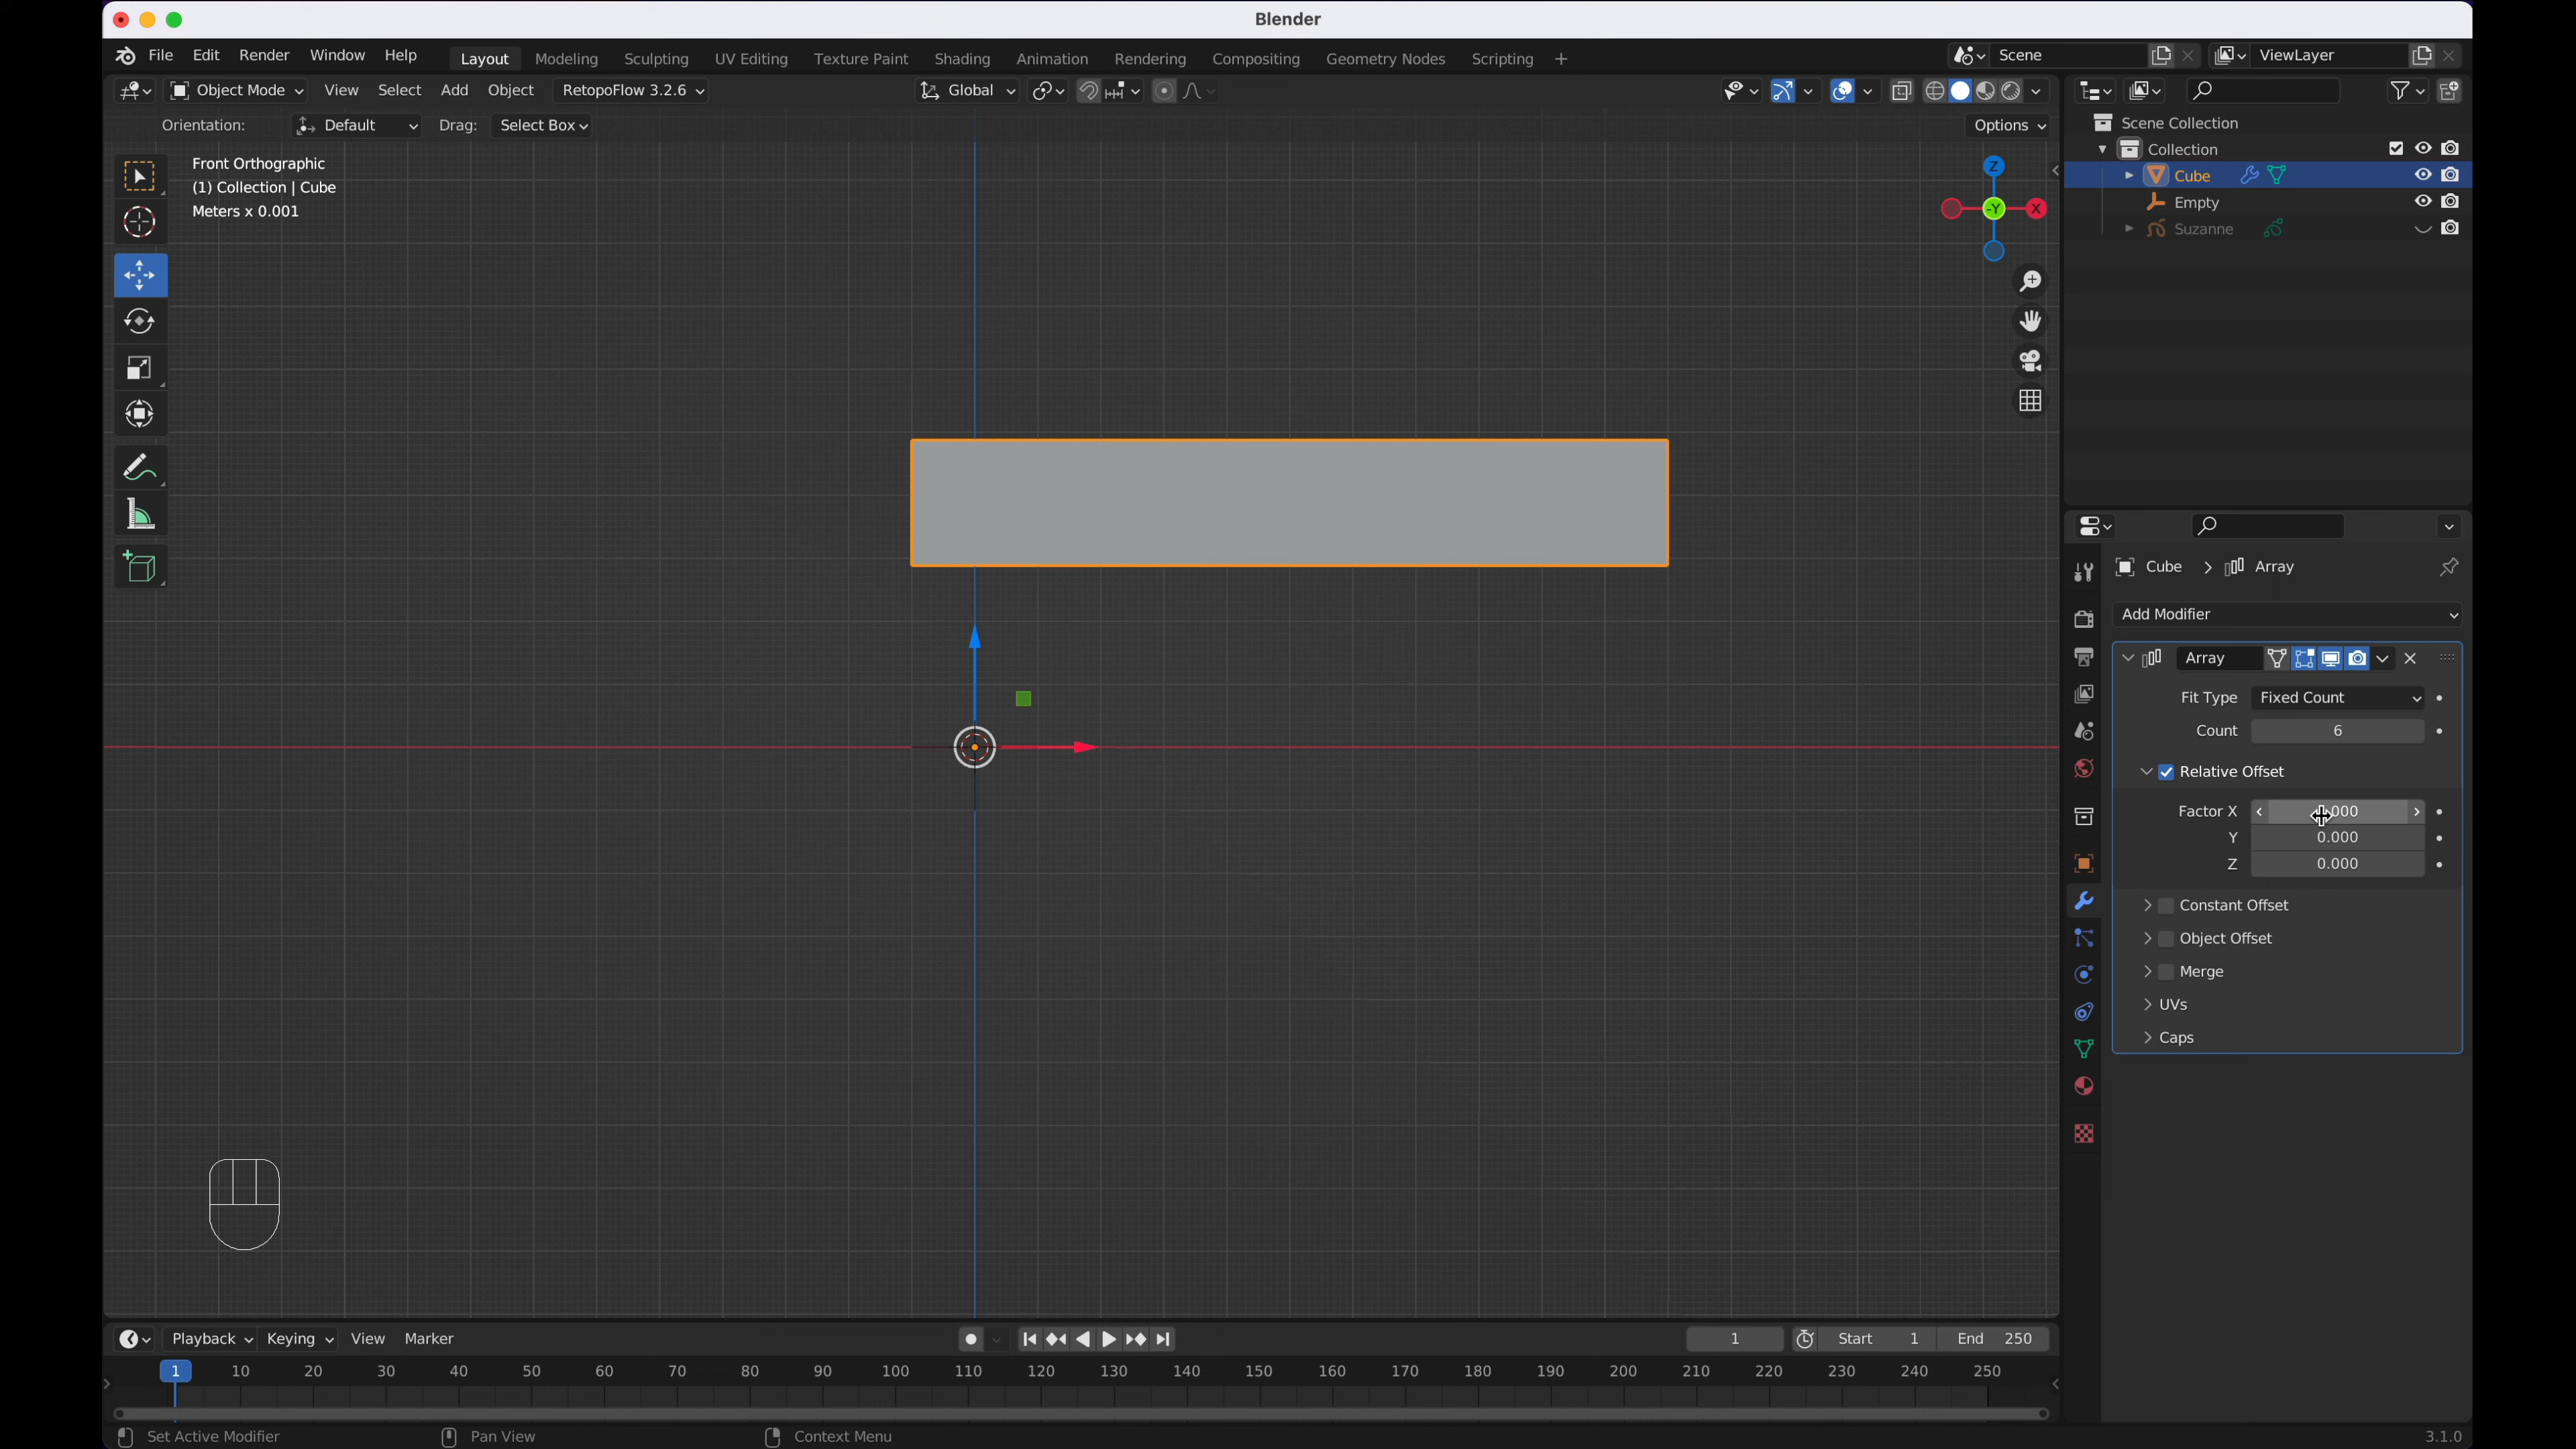 Blender
File Edit Render Window Help Layout Modeling Sculpting UV Editing Texture Paint Shading Animation Rendering Compositing Geometry Nodes Scripting + Scene ViewLayer
Object Mode View Select Add Object RetopoFlow 3.2.6 Global
Orientation: Default Drag: Select Box Options
Front Orthographic
(1) Collection | Cube
Meters x 0.001
Z
-Y X
Scene Collection
Collection
Cube
Empty
Suzanne
Cube > Array
Add Modifier
Array
Fit Type Fixed Count
Count 6
Relative Offset
Factor X
Y 0.000
Z 0.000
Constant Offset
Object Offset
Merge
UVs
Caps
Playback Keying View Marker 1 Start 1 End 250
1 10 20 30 40 50 60 70 80 90 100 110 120 130 140 150 160 170 180 190 200 210 220 230 240 250
Set Active Modifier Pan View Context Menu 3.1.0